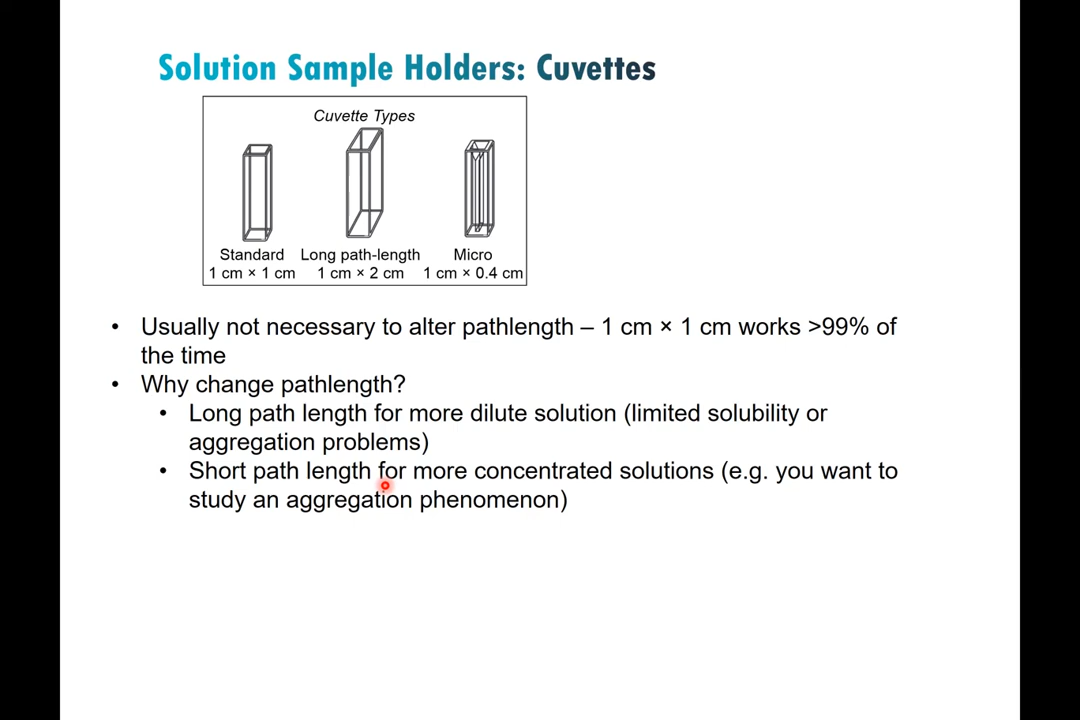 Solution Sample Holders: Cuvettes
Cuvette Types
Standard Long path-length Micro
1 cm × 1 cm 1 cm × 2 cm 1 cm × 0.4 cm
• Usually not necessary to alter pathlength – 1 cm × 1 cm works >99% of
the time
• Why change pathlength?
• Long path length for more dilute solution (limited solubility or
aggregation problems)
• Short path length for more concentrated solutions (e.g. you want to
study an aggregation phenomenon)